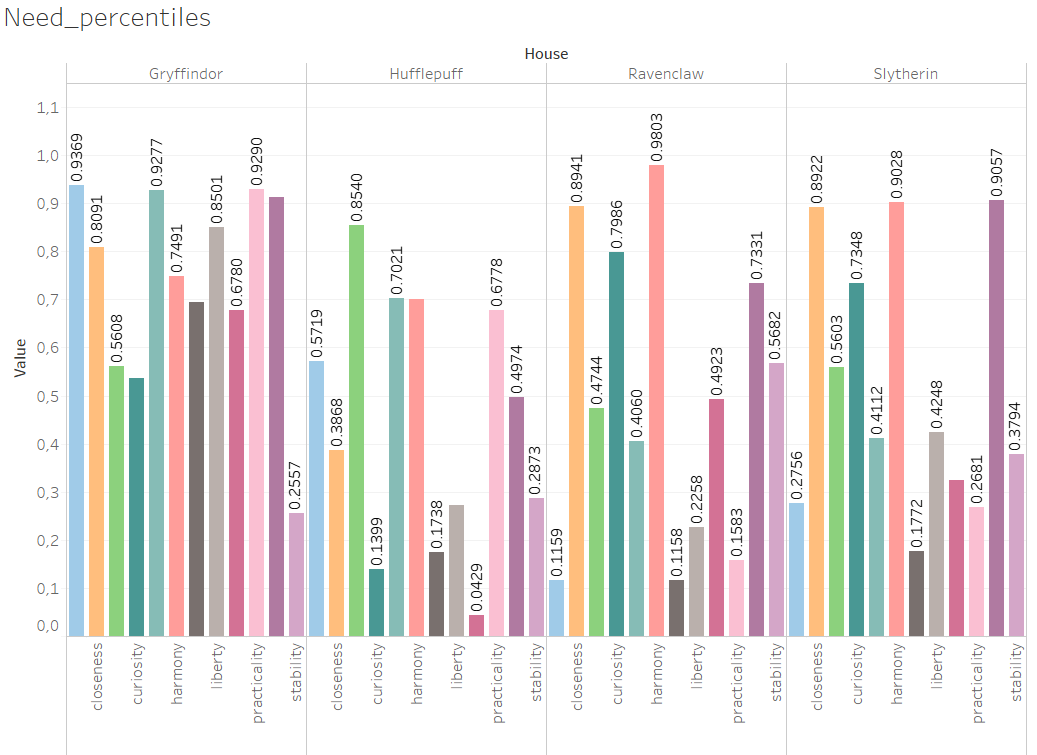 Need_percentiles
House
Gryffindor
Hufflepuff
Ravenclaw
Slytherin
Value
1,1
1,0
0,9
0,8
0,7
0,6
0,5
0,4
0,3
0,2
0,1
0,0
0.9369
0.8091
0.5608
0.9277
0.7491
0.8501
0.6780
0.9290
0.2557
0.5719
0.3868
0.8540
0.1399
0.7021
0.1738
0.0429
0.6778
0.4974
0.2873
0.1159
0.8941
0.4744
0.7986
0.4060
0.9803
0.1158
0.2258
0.4923
0.1583
0.7331
0.5682
0.2756
0.8922
0.5603
0.7348
0.4112
0.9028
0.1772
0.4248
0.2681
0.9057
0.3794
closeness
curiosity
harmony
liberty
practicality
stability
closeness
curiosity
harmony
liberty
practicality
stability
closeness
curiosity
harmony
liberty
practicality
stability
closeness
curiosity
harmony
liberty
practicality
stability